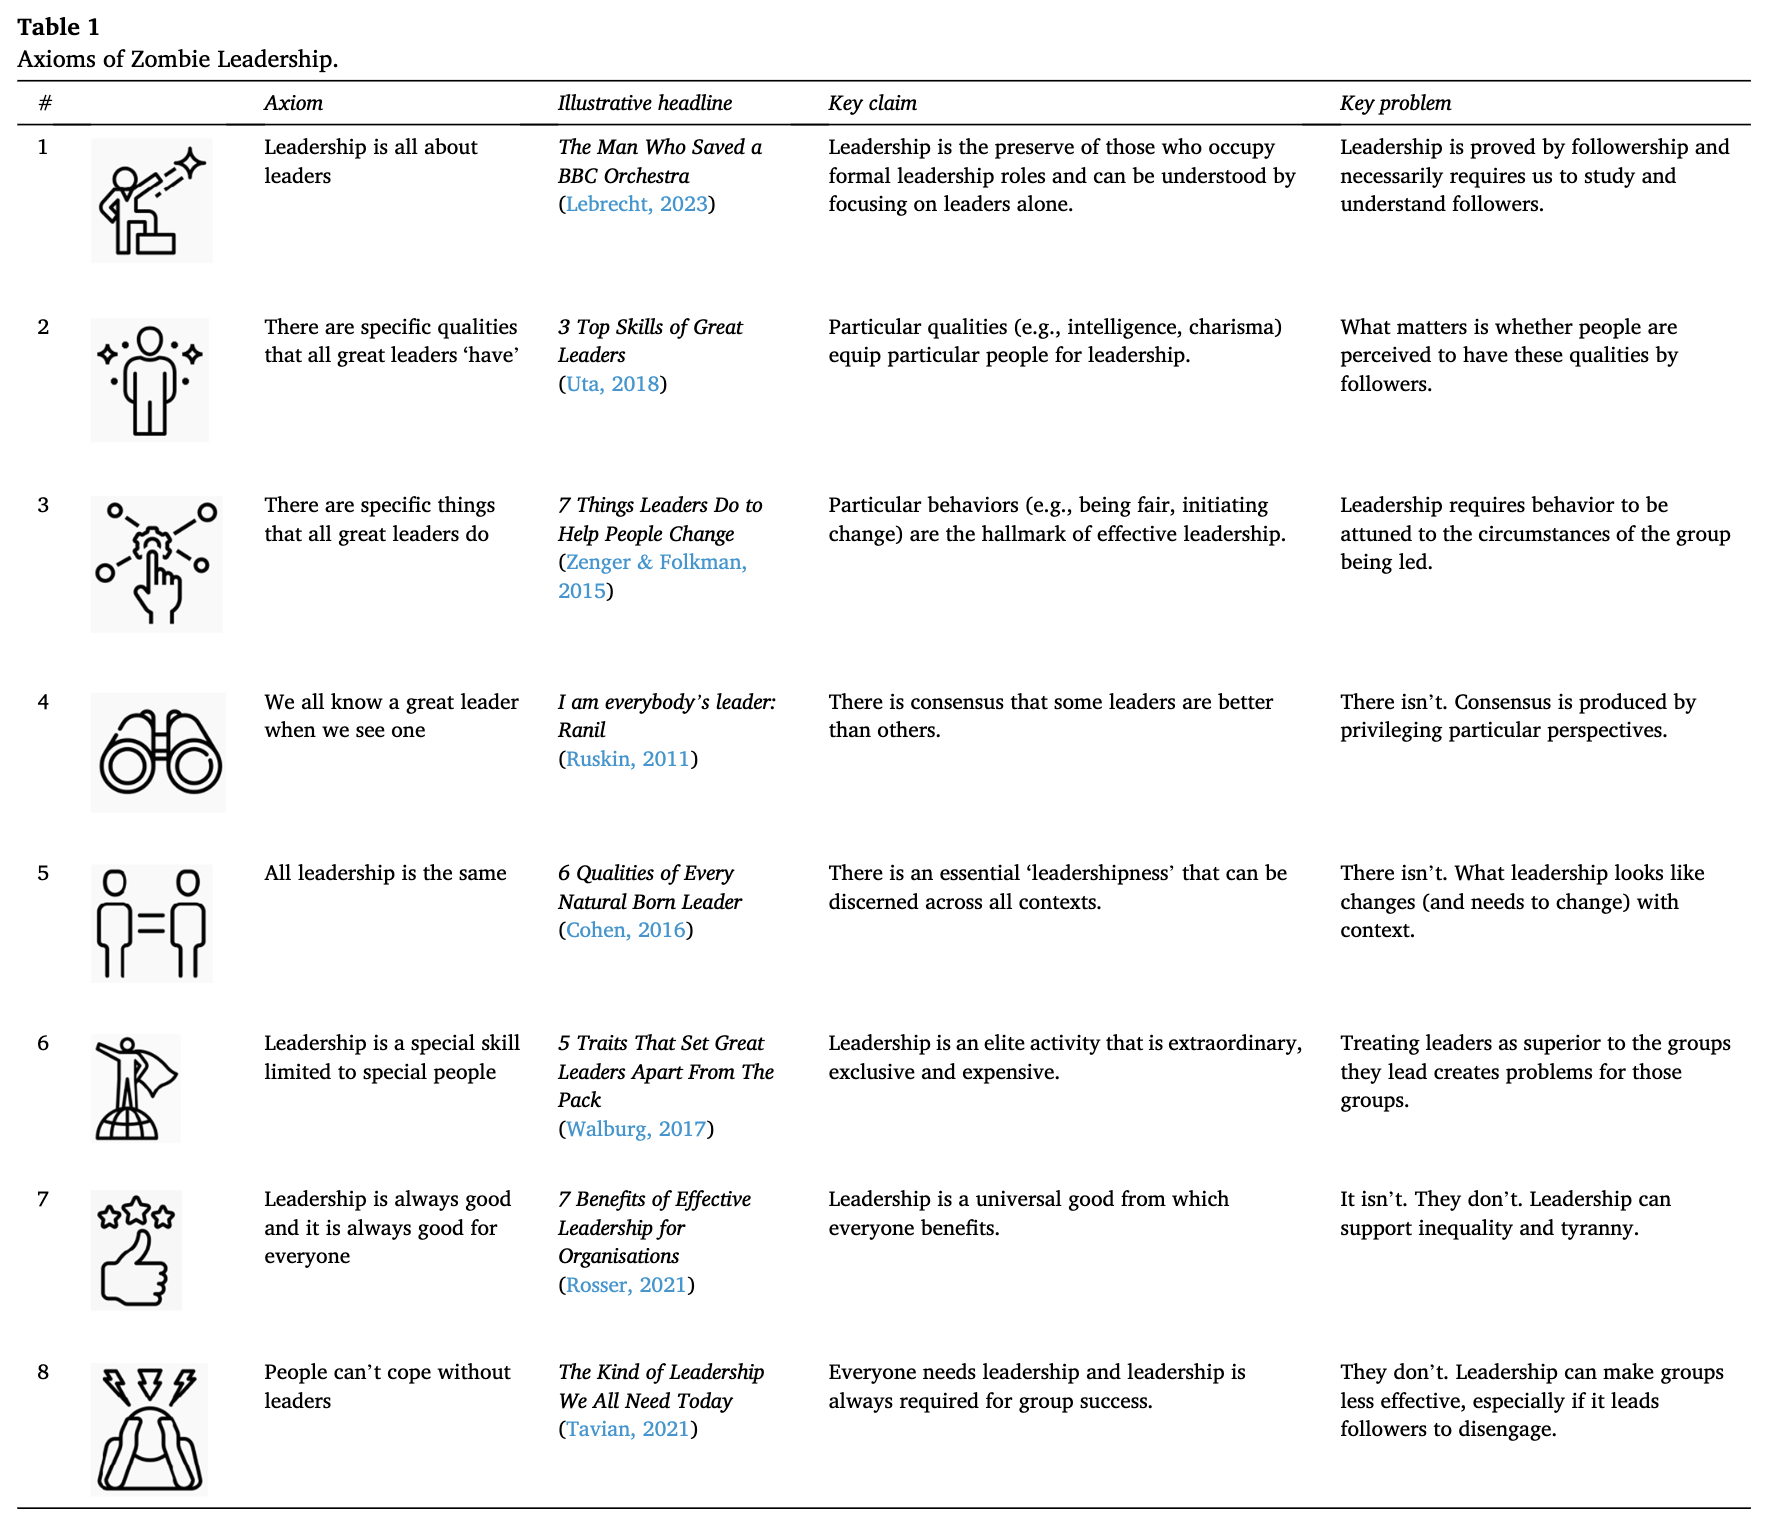 Table 1
Axioms of Zombie Leadership.
# Axiom Illustrative headline Key claim Key problem
1 Leadership is all about The Man Who Saved a Leadership is the preserve of those who occupy Leadership is proved by followership and
leaders BBC Orchestra formal leadership roles and can be understood by necessarily requires us to study and
(Lebrecht, 2023) focusing on leaders alone. understand followers.
2 There are specific qualities 3 Top Skills of Great Particular qualities (e.g., intelligence, charisma) What matters is whether people are
that all great leaders ‘have’ Leaders equip particular people for leadership. perceived to have these qualities by
(Uta, 2018) followers.
3 There are specific things 7 Things Leaders Do to Particular behaviors (e.g., being fair, initiating Leadership requires behavior to be
that all great leaders do Help People Change change) are the hallmark of effective leadership. attuned to the circumstances of the group
(Zenger & Folkman, being led.
2015)
4 We all know a great leader I am everybody’s leader: There is consensus that some leaders are better There isn’t. Consensus is produced by
when we see one Ranil than others. privileging particular perspectives.
(Ruskin, 2011)
5 All leadership is the same 6 Qualities of Every There is an essential ‘leadershipness’ that can be There isn’t. What leadership looks like
Natural Born Leader discerned across all contexts. changes (and needs to change) with
(Cohen, 2016) context.
6 Leadership is a special skill 5 Traits That Set Great Leadership is an elite activity that is extraordinary, Treating leaders as superior to the groups
limited to special people Leaders Apart From The exclusive and expensive. they lead creates problems for those
Pack groups.
(Walburg, 2017)
7 Leadership is always good 7 Benefits of Effective Leadership is a universal good from which It isn’t. They don’t. Leadership can
and it is always good for Leadership for everyone benefits. support inequality and tyranny.
everyone Organisations
(Rosser, 2021)
8 People can’t cope without The Kind of Leadership Everyone needs leadership and leadership is They don’t. Leadership can make groups
leaders We All Need Today always required for group success. less effective, especially if it leads
(Tavian, 2021) followers to disengage.